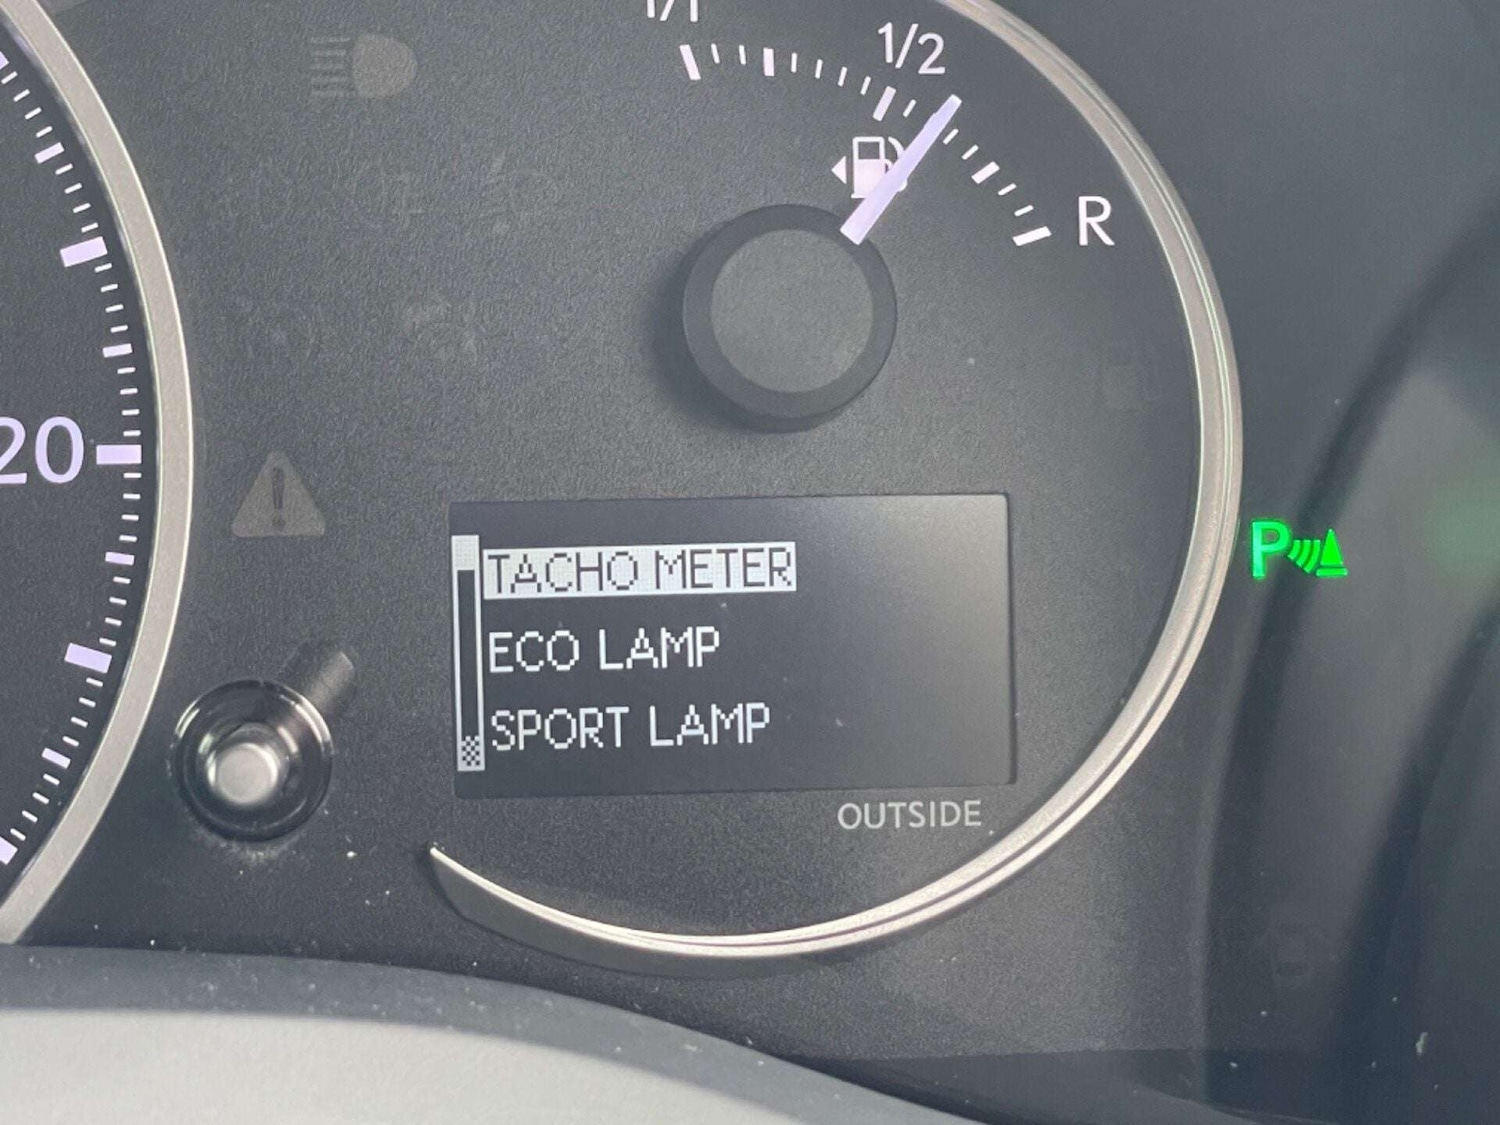 1/1
1/2
R
20
TACHO METER
ECO LAMP
SPORT LAMP
P
OUTSIDE